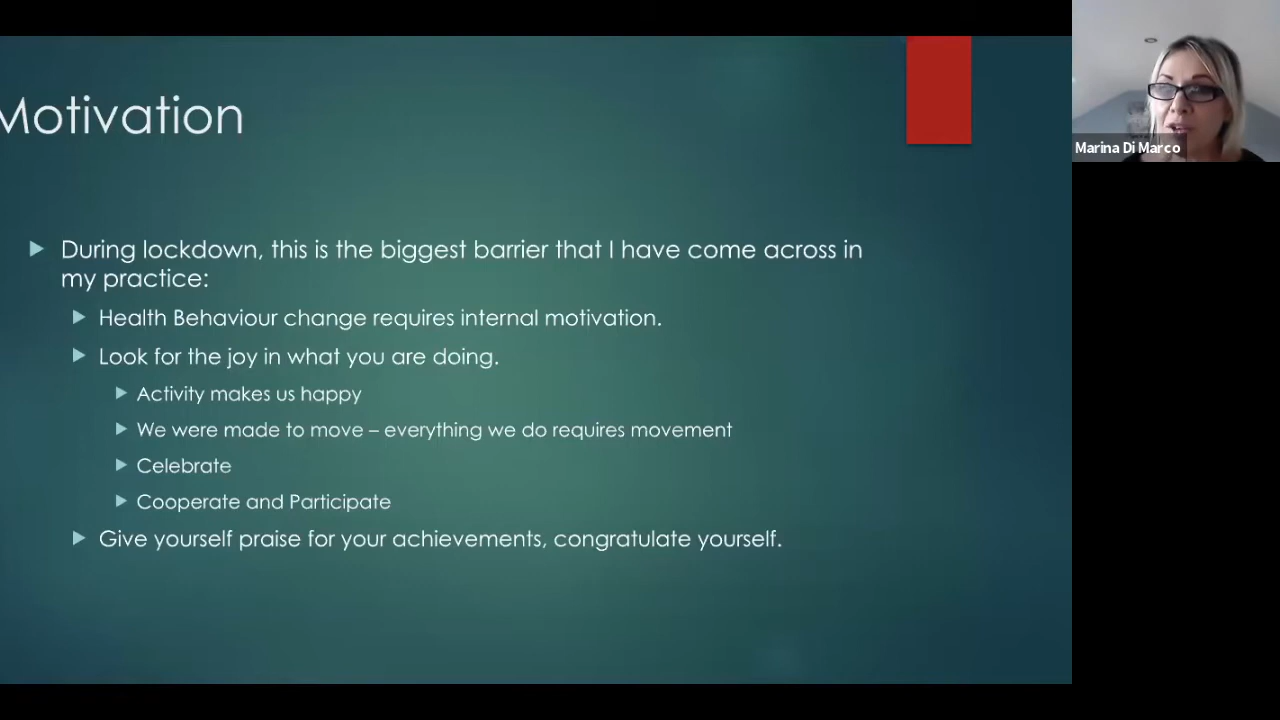 Motivation
During lockdown, this is the biggest barrier that I have come across in
my practice:
Health Behaviour change requires internal motivation.
Look for the joy in what you are doing.
Activity makes us happy
We were made to move – everything we do requires movement
Celebrate
Cooperate and Participate
Give yourself praise for your achievements, congratulate yourself.
Marina Di Marco